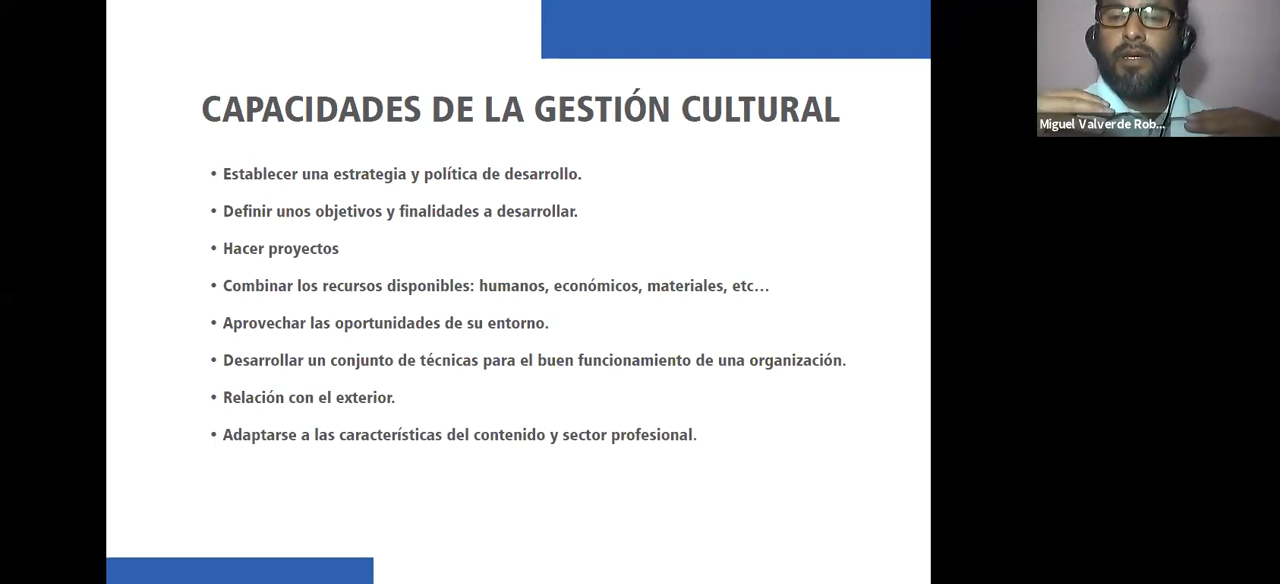 CAPACIDADES DE LA GESTIÓN CULTURAL
• Establecer una estrategia y política de desarrollo.
• Definir unos objetivos y finalidades a desarrollar.
• Hacer proyectos
• Combinar los recursos disponibles: humanos, económicos, materiales, etc…
• Aprovechar las oportunidades de su entorno.
• Desarrollar un conjunto de técnicas para el buen funcionamiento de una organización.
• Relación con el exterior.
• Adaptarse a las características del contenido y sector profesional.
Miguel Valverde Rob...